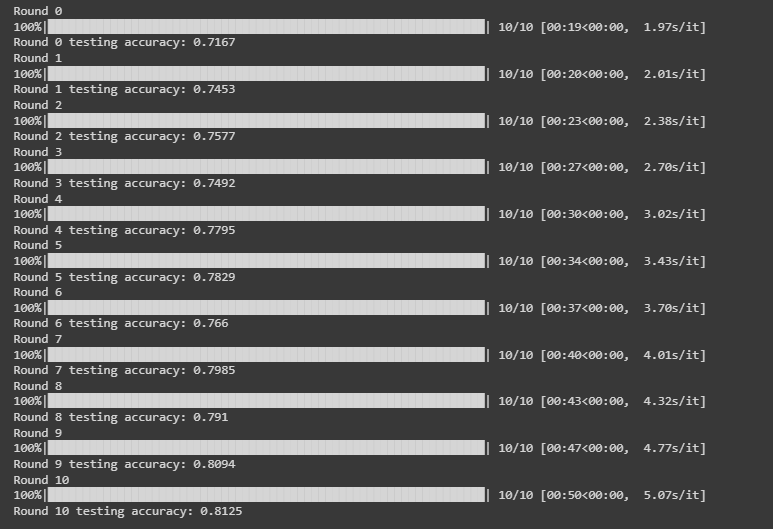 Round 0
100%|██████████| 10/10 [00:19<00:00,  1.97s/it]
Round 0 testing accuracy: 0.7167
Round 1
100%|██████████| 10/10 [00:20<00:00,  2.01s/it]
Round 1 testing accuracy: 0.7453
Round 2
100%|██████████| 10/10 [00:23<00:00,  2.38s/it]
Round 2 testing accuracy: 0.7577
Round 3
100%|██████████| 10/10 [00:27<00:00,  2.70s/it]
Round 3 testing accuracy: 0.7492
Round 4
100%|██████████| 10/10 [00:30<00:00,  3.02s/it]
Round 4 testing accuracy: 0.7795
Round 5
100%|██████████| 10/10 [00:34<00:00,  3.43s/it]
Round 5 testing accuracy: 0.7829
Round 6
100%|██████████| 10/10 [00:37<00:00,  3.70s/it]
Round 6 testing accuracy: 0.766
Round 7
100%|██████████| 10/10 [00:40<00:00,  4.01s/it]
Round 7 testing accuracy: 0.7985
Round 8
100%|██████████| 10/10 [00:43<00:00,  4.32s/it]
Round 8 testing accuracy: 0.791
Round 9
100%|██████████| 10/10 [00:47<00:00,  4.77s/it]
Round 9 testing accuracy: 0.8094
Round 10
100%|██████████| 10/10 [00:50<00:00,  5.07s/it]
Round 10 testing accuracy: 0.8125